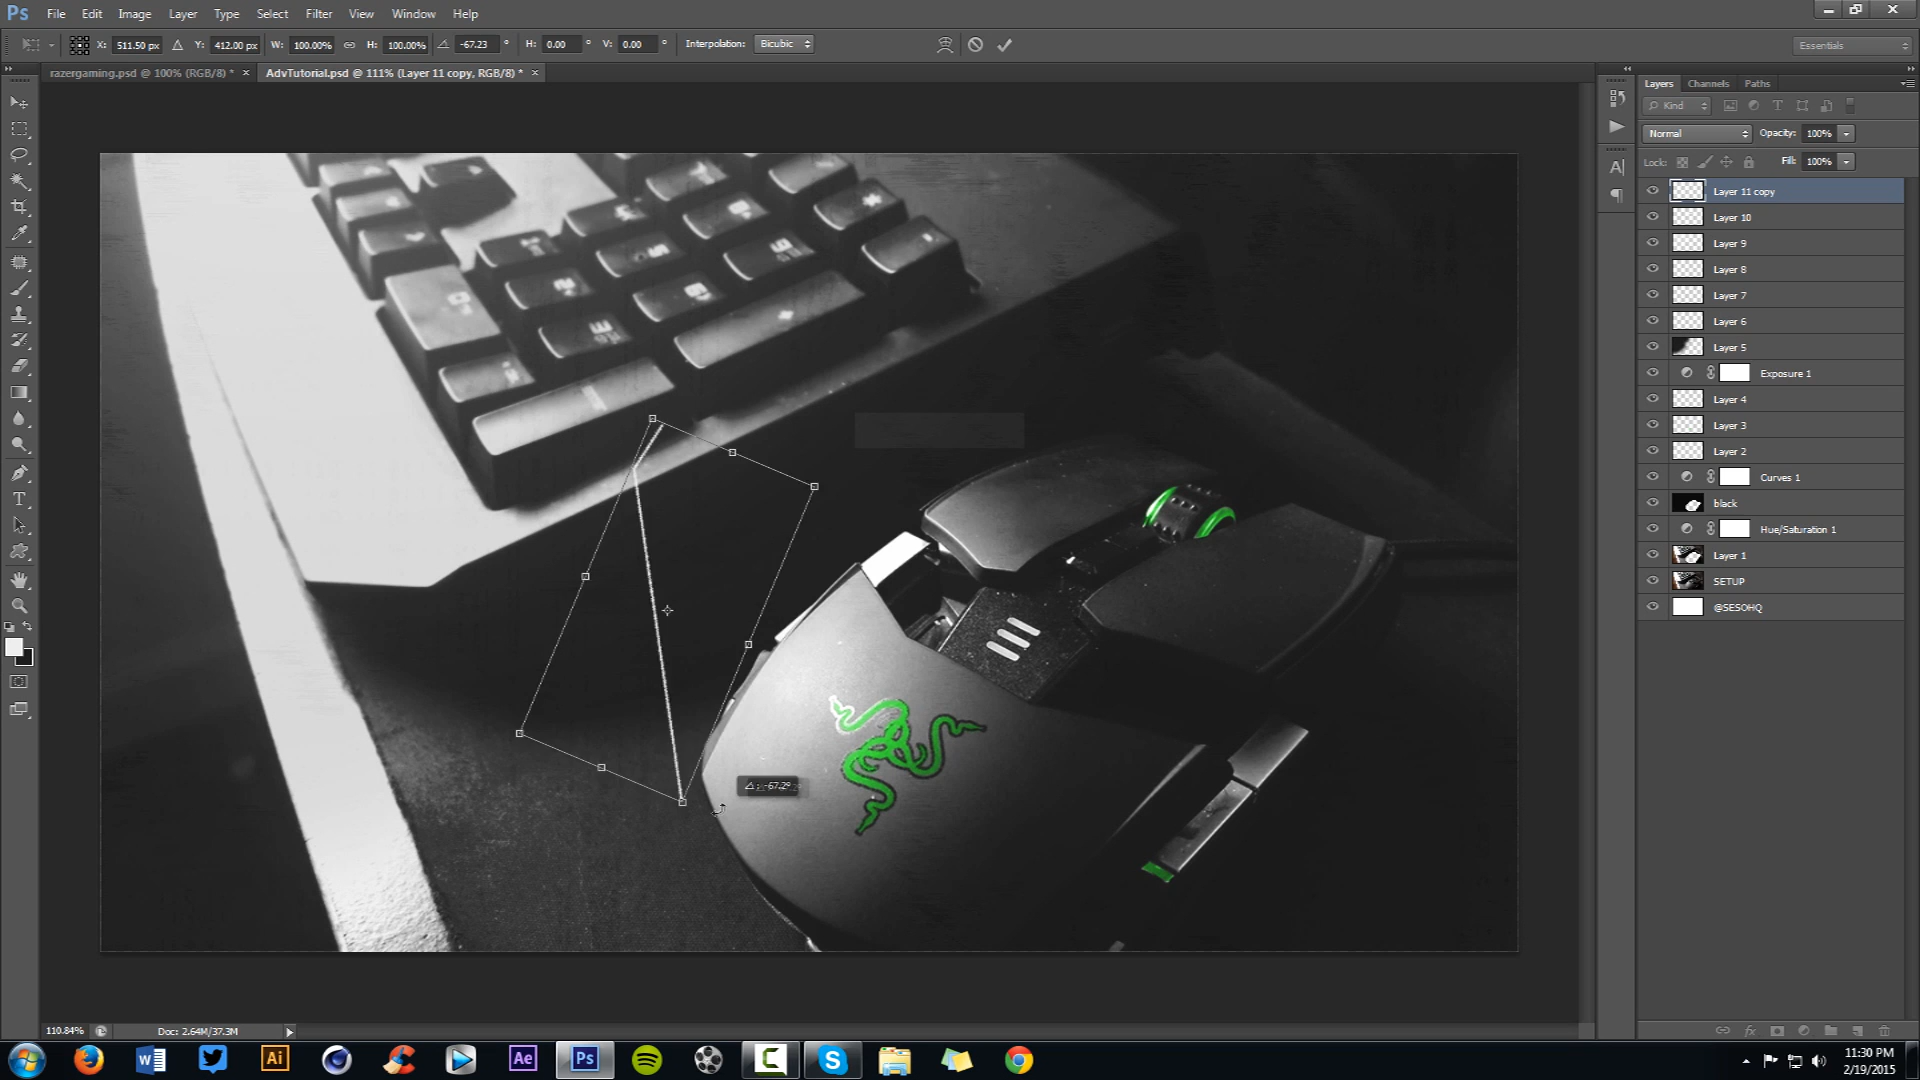 Ps File Edit Image Layer Type Select Filter View Window Help
X: 511.50 px Y: 412.00 px W: 100.00% H: 100.00% -67.23 ° H: 0.00 ° V: 0.00 ° Interpolation: Bicubic Essentials
razergaming.psd @ 100% (RGB/8) * × AdvTutorial.psd @ 111% (Layer 11 copy, RGB/8) * ×
Layers Channels Paths
Kind
Normal Opacity: 100%
Lock: Fill: 100%
Layer 11 copy
Layer 10
Layer 9
Layer 8
Layer 7
Layer 6
Layer 5
Exposure 1
Layer 4
Layer 3
Layer 2
Curves 1
black
Hue/Saturation 1
Layer 1
SETUP
@SESOHQ
-67.2°
110.84% Doc: 2.64M/37.3M
Ai Ae Ps
11:30 PM
2/19/2015